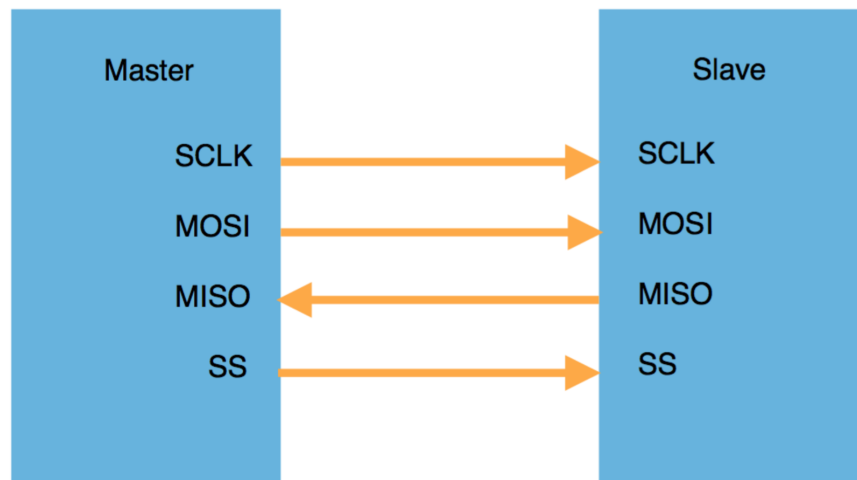 Master
SCLK
MOSI
MISO
SS
Slave
SCLK
MOSI
MISO
SS